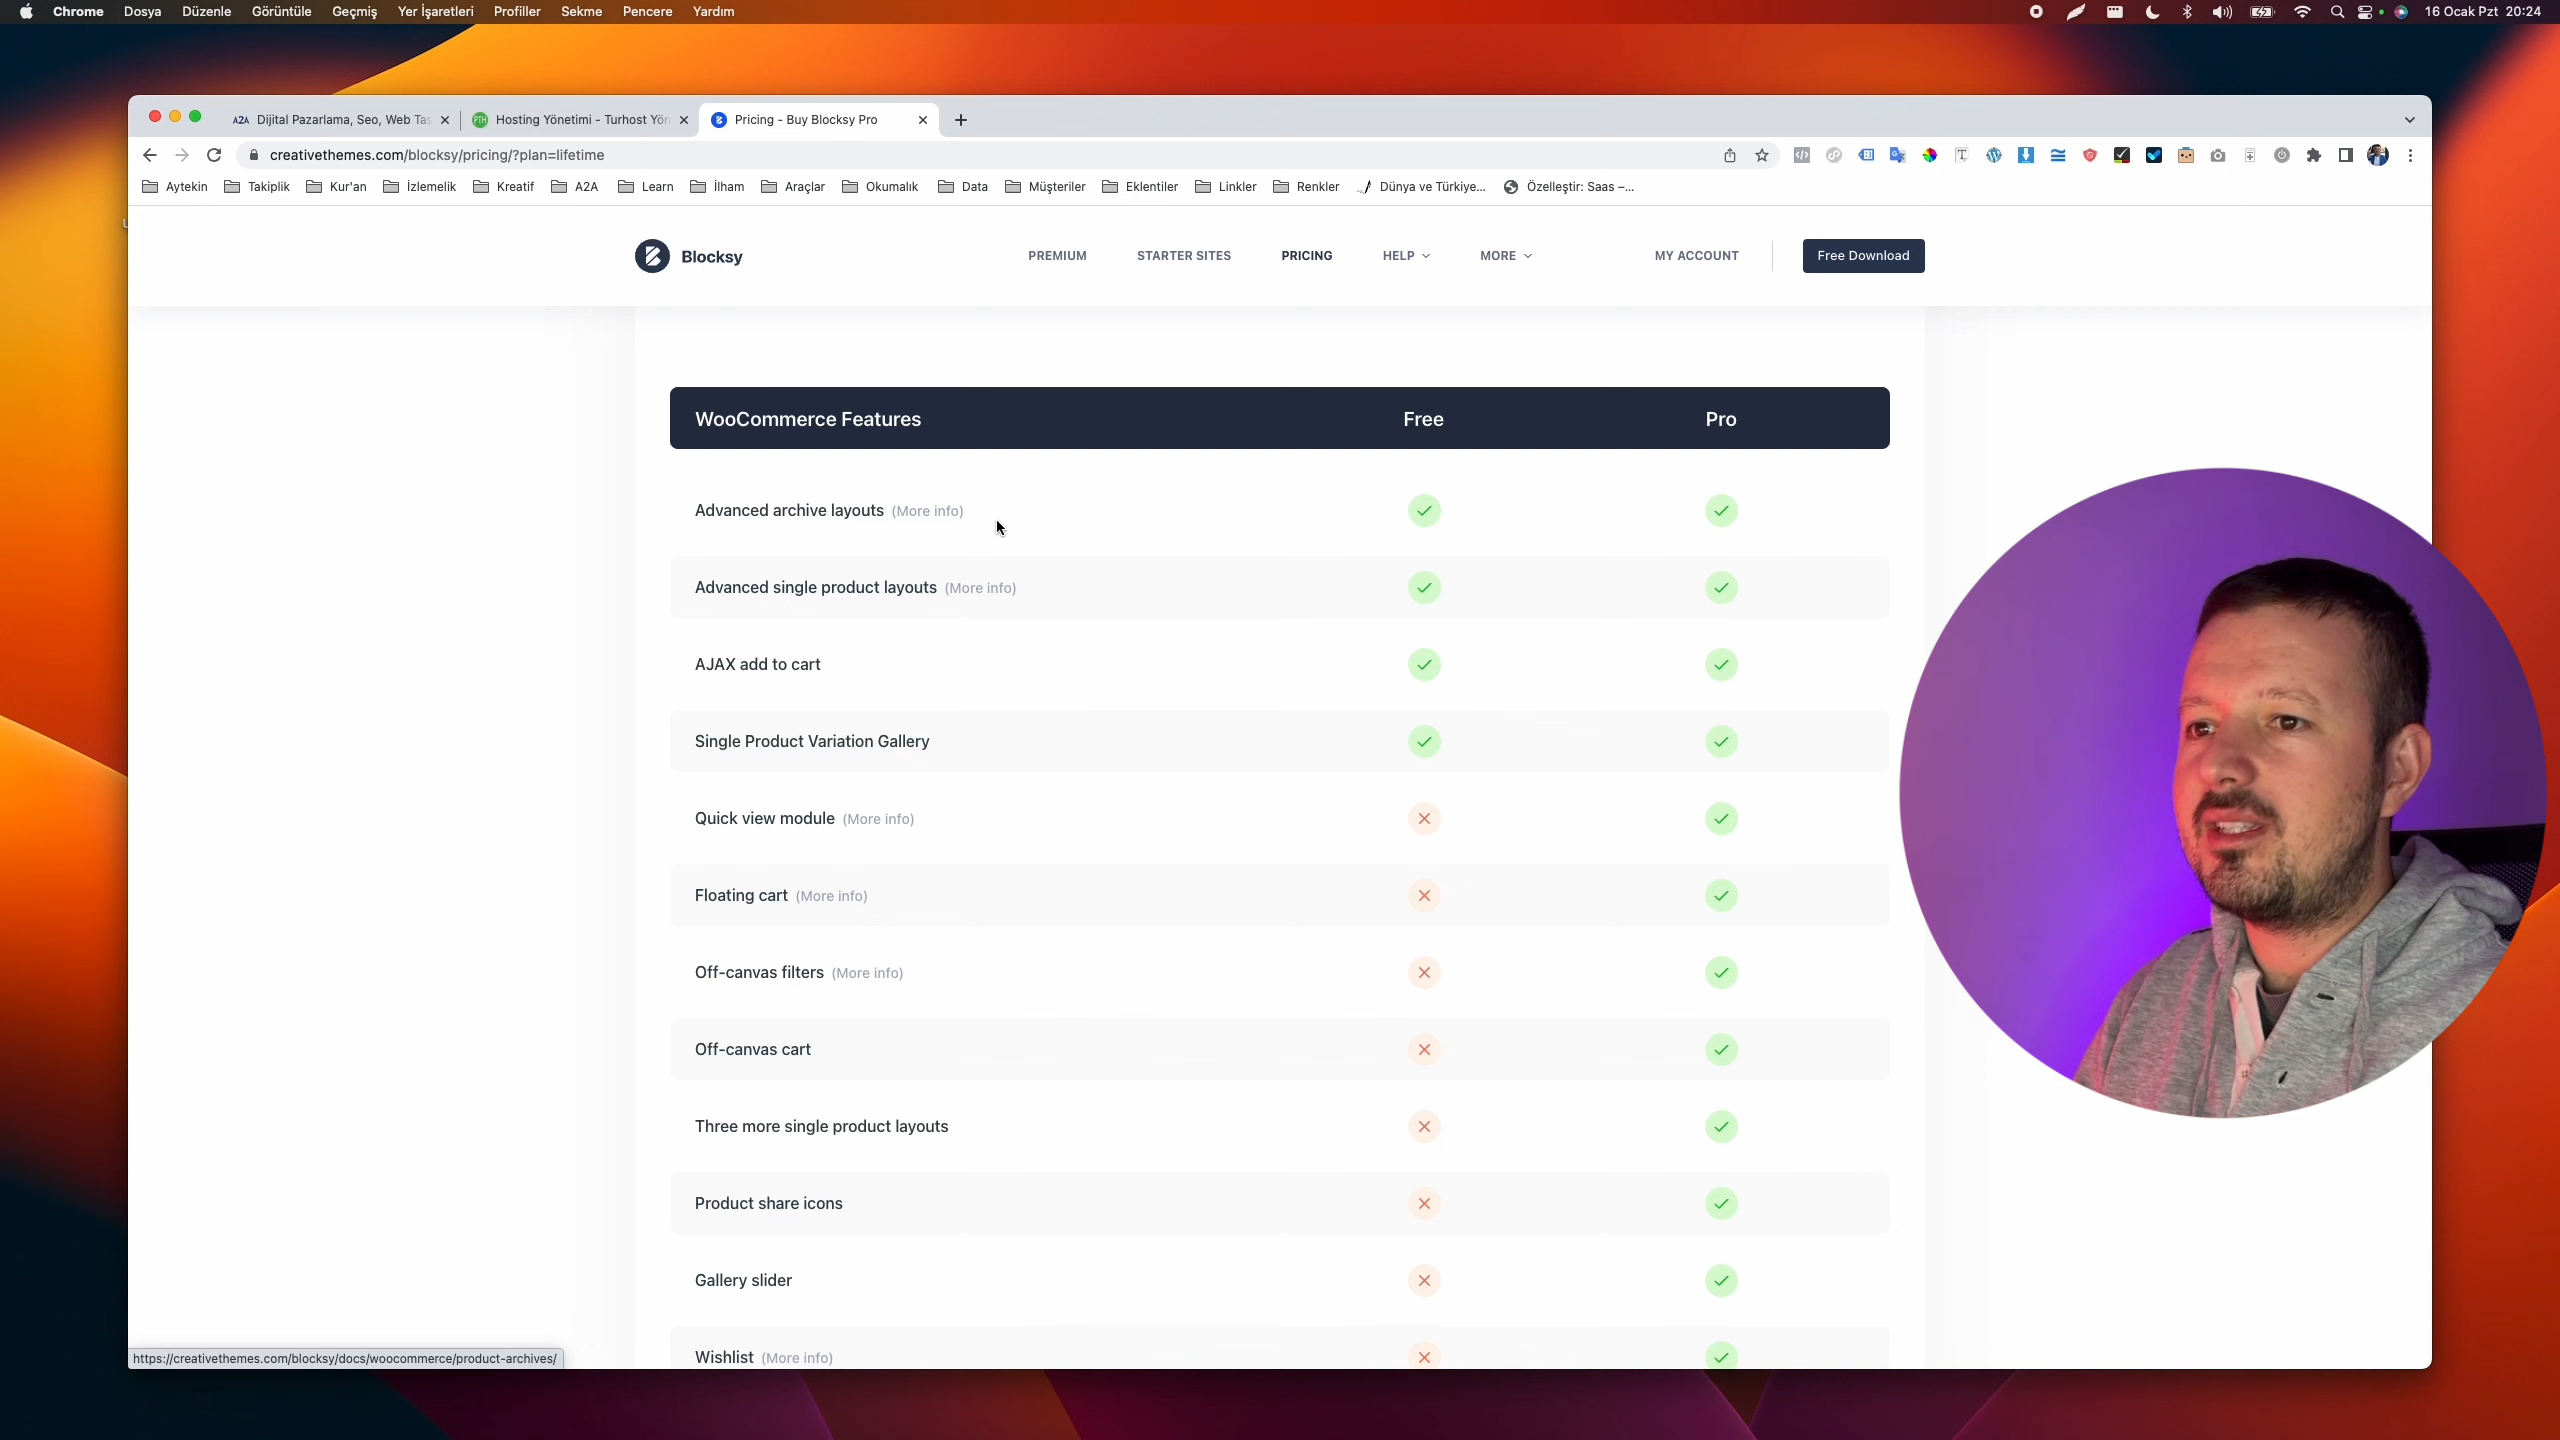 Chrome Dosya Düzenle Görüntüle Geçmiş Yer İşaretleri Profiller Sekme Pencere Yardım
16 Ocak Pzt 20:24
A2A Dijital Pazarlama, Seo, Web Tas
PTH Hosting Yönetimi - Turhost Yön
Pricing - Buy Blocksy Pro
creativethemes.com/blocksy/pricing/?plan=lifetime
Aytekin Takiplik Kur'an İzlemelik Kreatif A2A Learn İlham Araçlar Okumalık Data Müşteriler Eklentiler Linkler Renkler Dünya ve Türkiye... Özelleştir: Saas –...
Blocksy
PREMIUM STARTER SITES PRICING HELP MORE MY ACCOUNT Free Download
WooCommerce Features Free Pro
Advanced archive layouts (More info)
Advanced single product layouts (More info)
AJAX add to cart
Single Product Variation Gallery
Quick view module (More info)
Floating cart (More info)
Off-canvas filters (More info)
Off-canvas cart
Three more single product layouts
Product share icons
Gallery slider
Wishlist (More info)
https://creativethemes.com/blocksy/docs/woocommerce/product-archives/